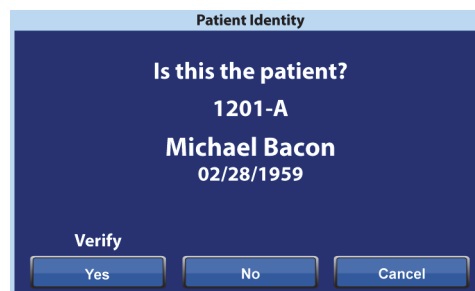 Patient Identity
Is this the patient?
1201-A
Michael Bacon
02/28/1959
Verify
Yes No Cancel